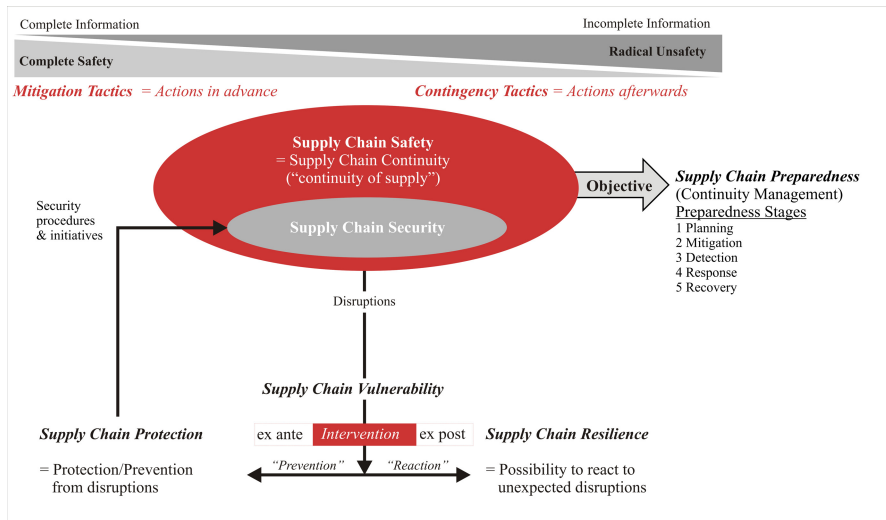 Complete Information
Incomplete Information
Radical Unsafety
Complete Safety
Mitigation Tactics = Actions in advance
Contingency Tactics = Actions afterwards
Supply Chain Safety
= Supply Chain Continuity
(“continuity of supply”)
Objective
Supply Chain Preparedness
(Continuity Management)
Preparedness Stages
1 Planning
2 Mitigation
3 Detection
4 Response
5 Recovery
Security
procedures
& initiatives
Supply Chain Security
Disruptions
Supply Chain Vulnerability
Supply Chain Protection
= Protection/Prevention
from disruptions
ex ante
Intervention
ex post
“Prevention”
“Reaction”
Supply Chain Resilience
= Possibility to react to
unexpected disruptions